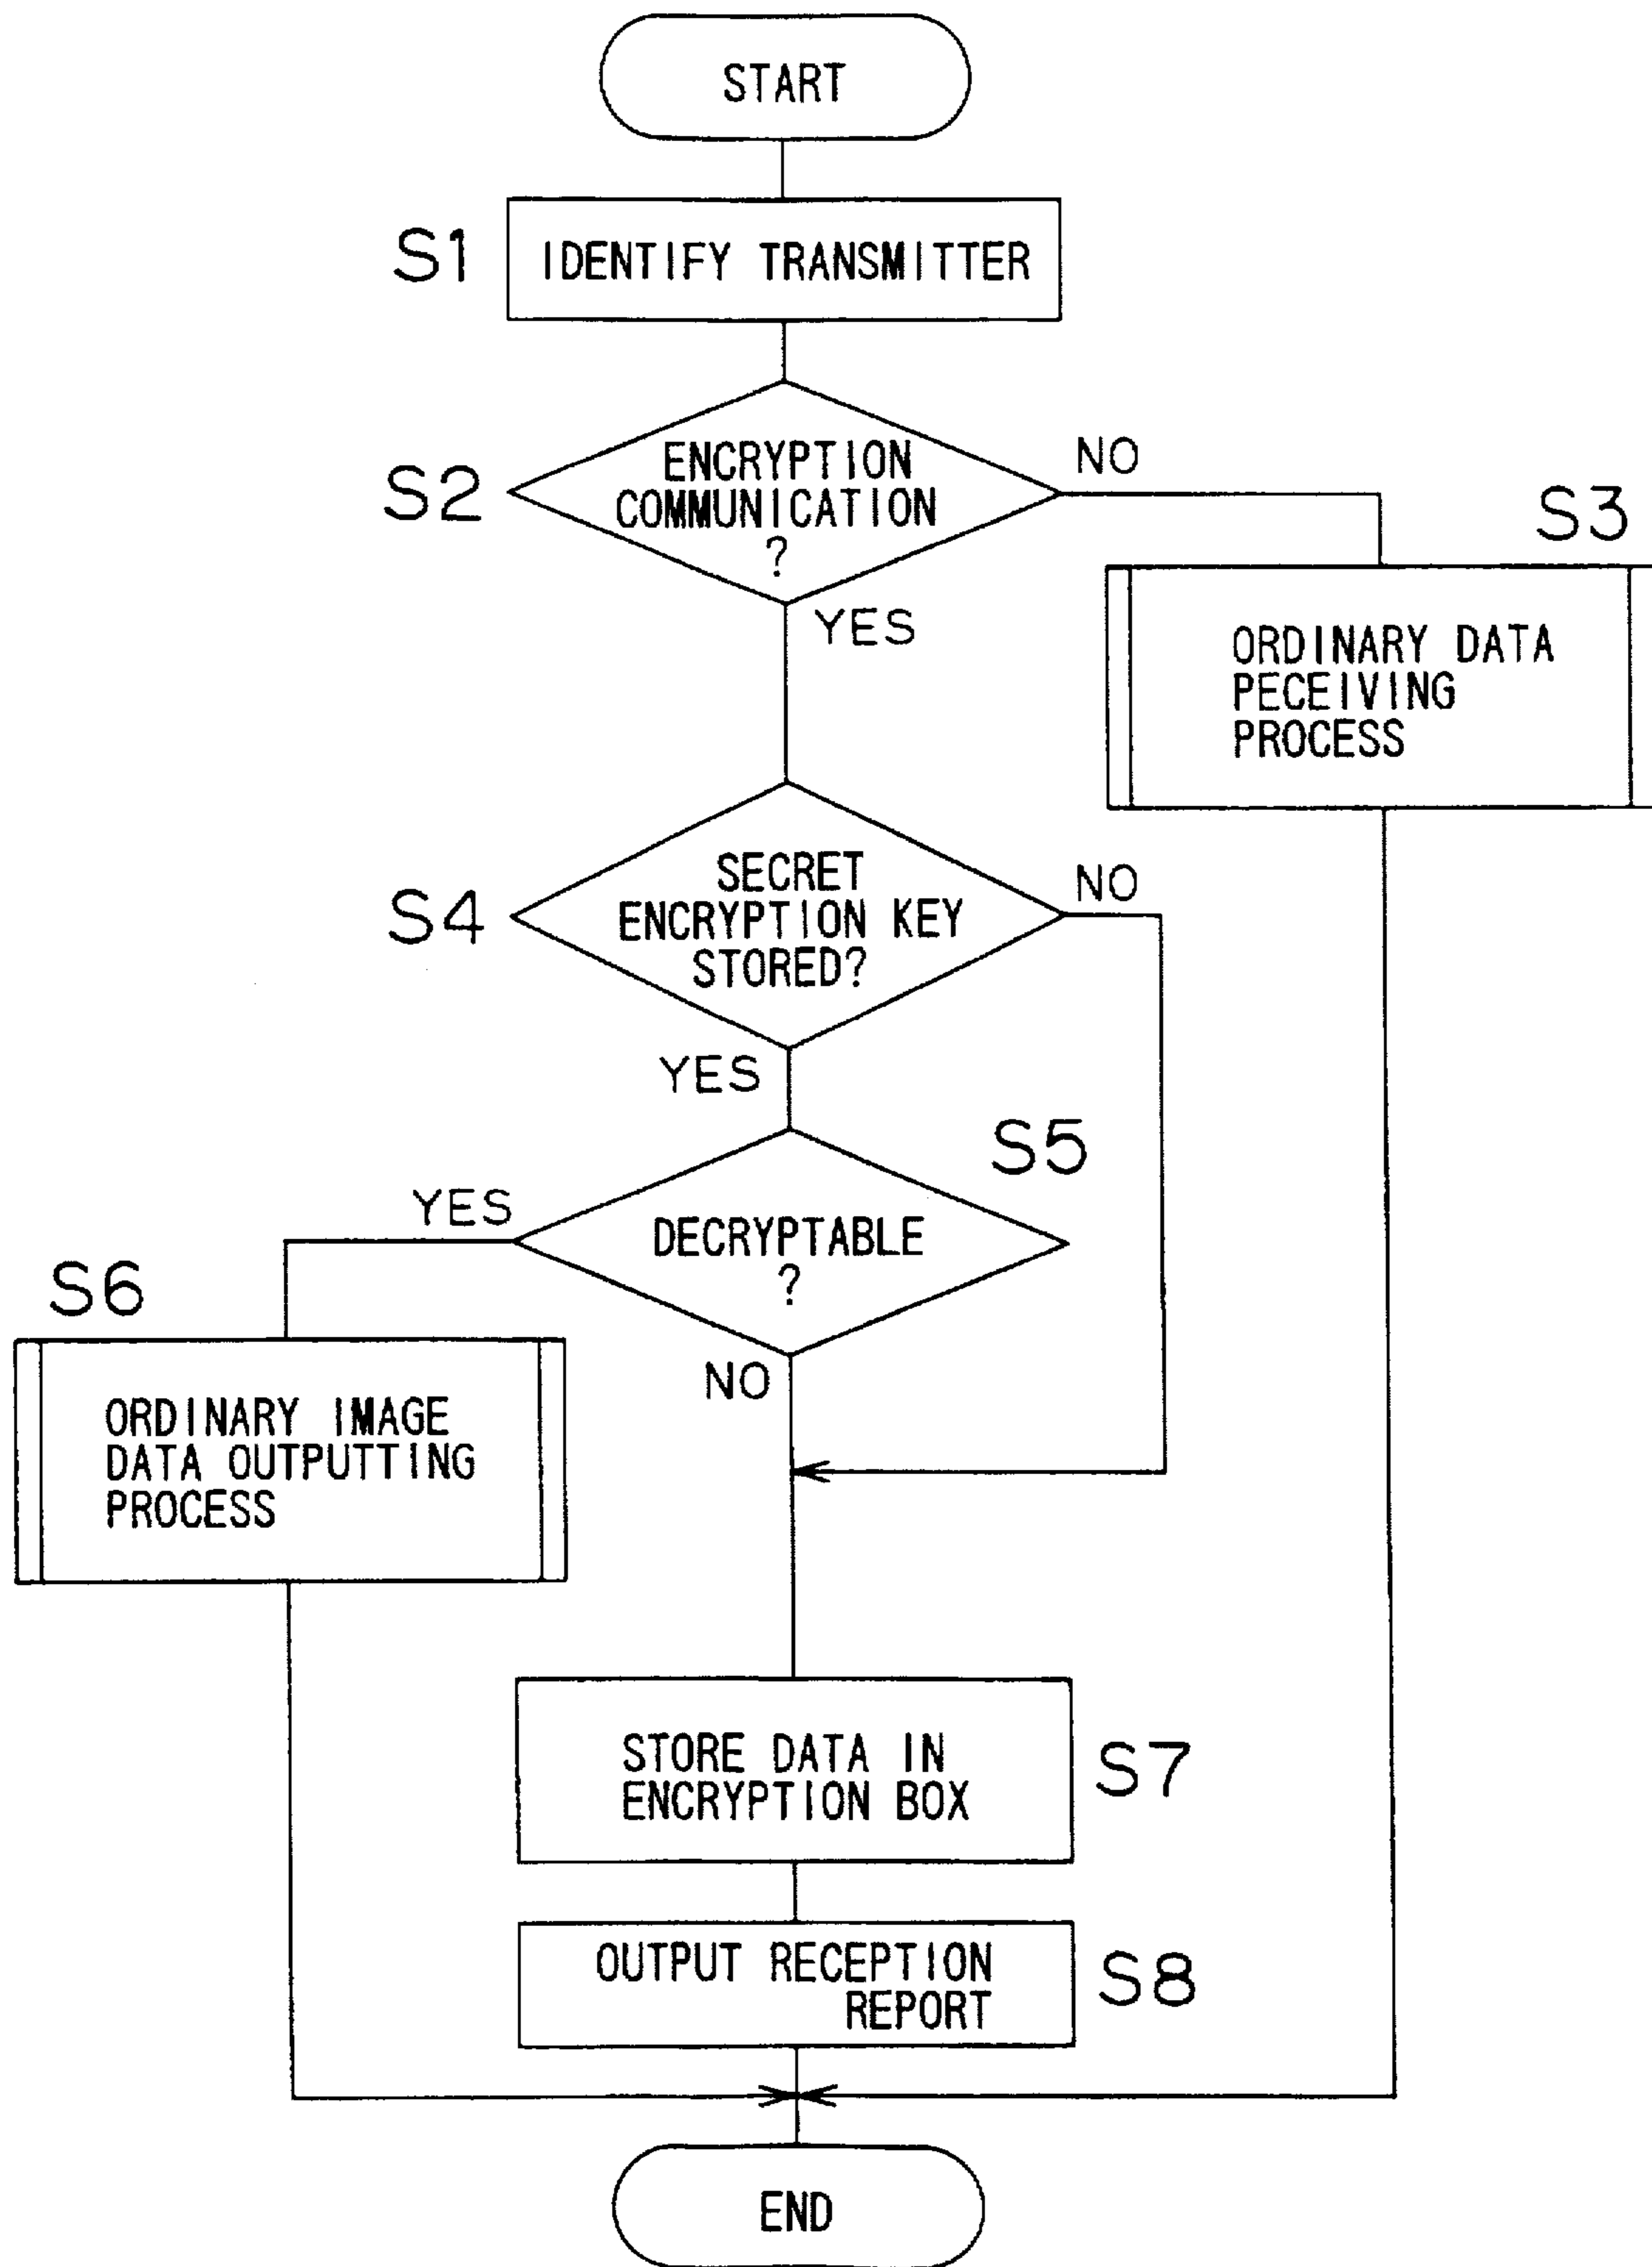 START
S1
IDENTIFY TRANSMITTER
S2
ENCRYPTION
COMMUNICATION
?
NO
YES
S3
ORDINARY DATA
PECEIVING
PROCESS
S4
SECRET
ENCRYPTION KEY
STORED?
NO
YES
S5
DECRYPTABLE
?
YES
NO
S6
ORDINARY IMAGE
DATA OUTPUTTING
PROCESS
STORE DATA IN
ENCRYPTION BOX
S7
OUTPUT RECEPTION
REPORT
S8
END